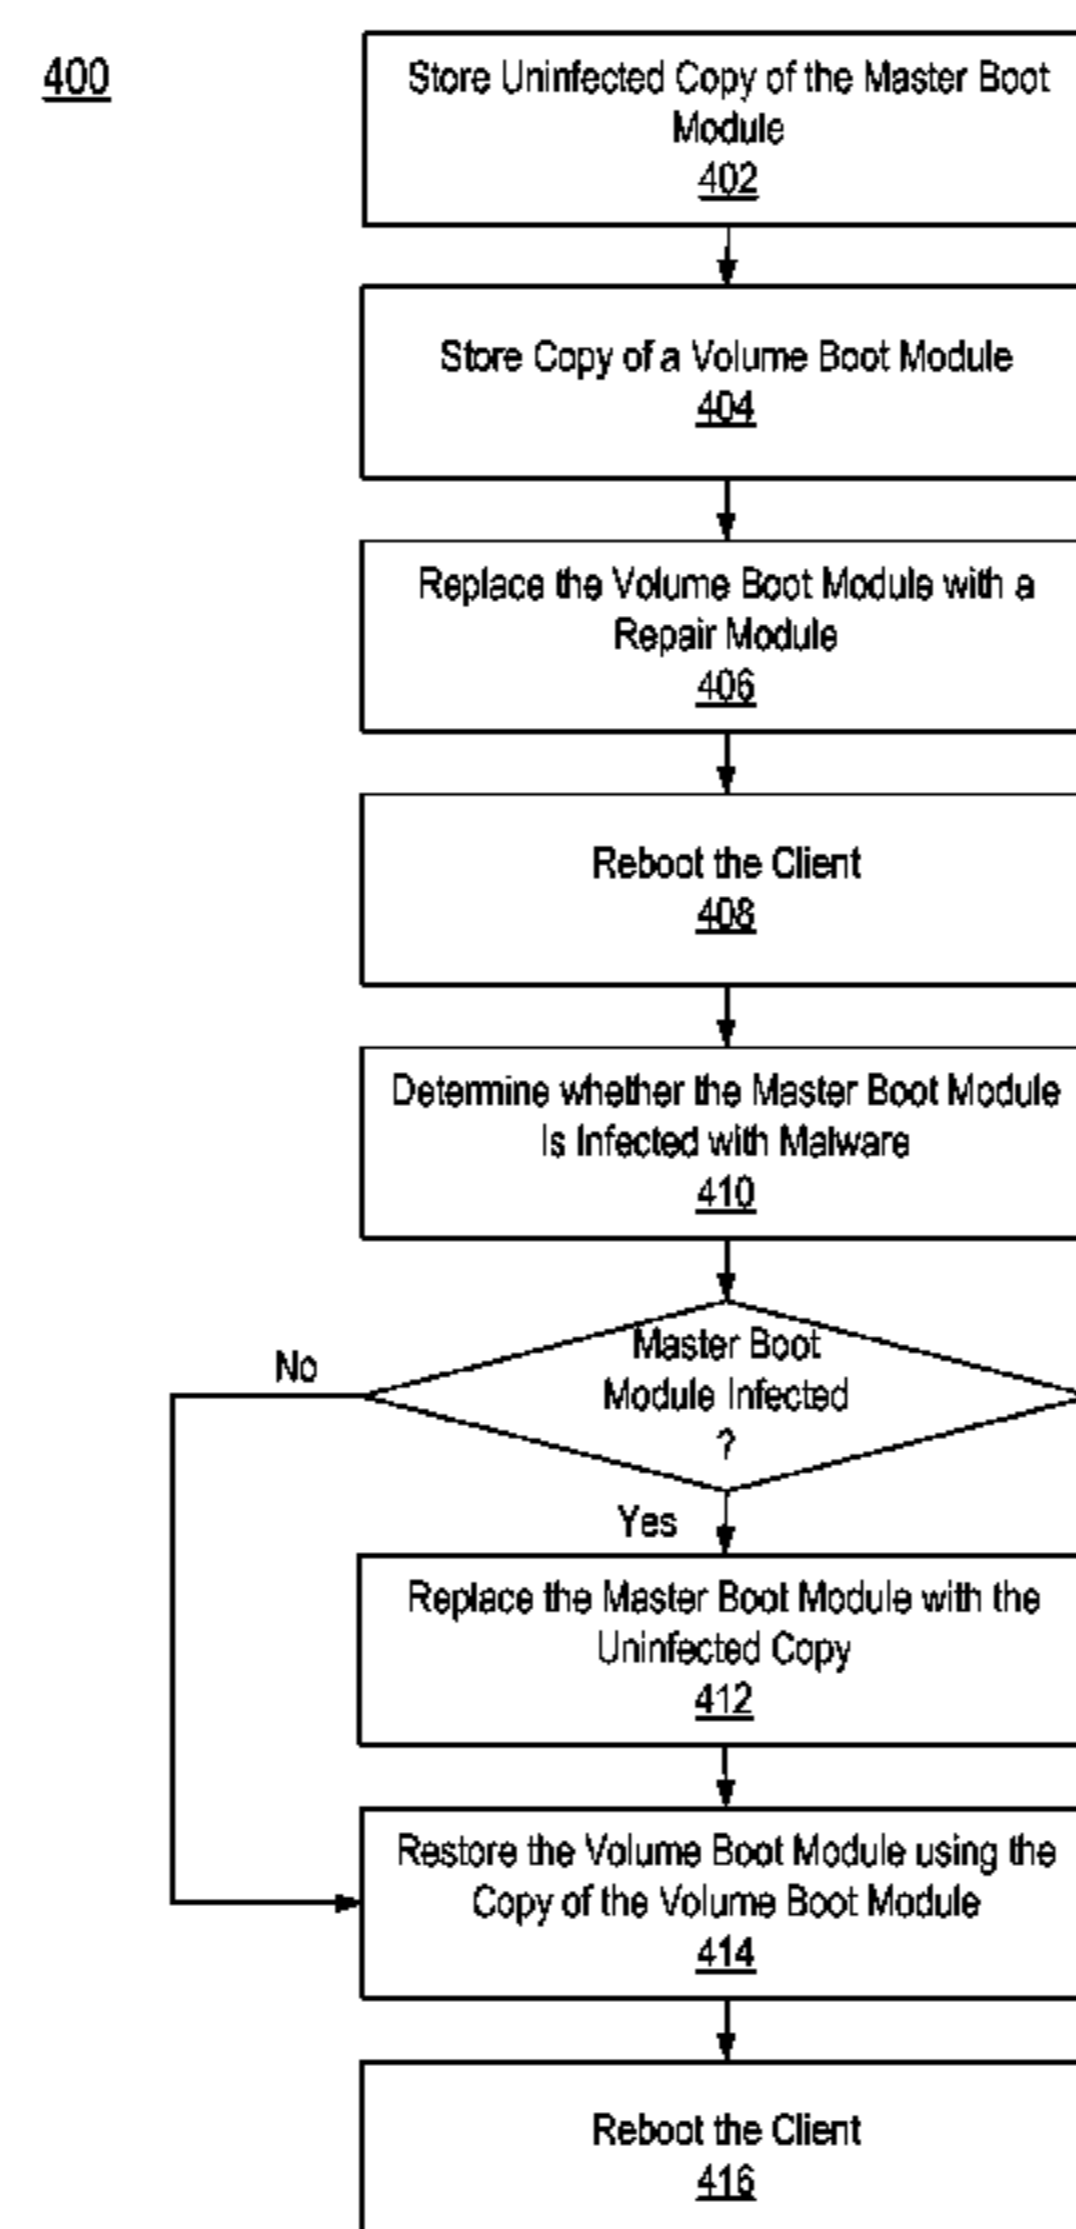 400
Store Uninfected Copy of the Master Boot
Module
402
Store Copy of a Volume Boot Module
404
Replace the Volume Boot Module with a
Repair Module
406
Reboot the Client
408
Determine whether the Master Boot Module
Is Infected with Malware
410
Master Boot
Module Infected
?
No
Yes
Replace the Master Boot Module with the
Uninfected Copy
412
Restore the Volume Boot Module using the
Copy of the Volume Boot Module
414
Reboot the Client
416